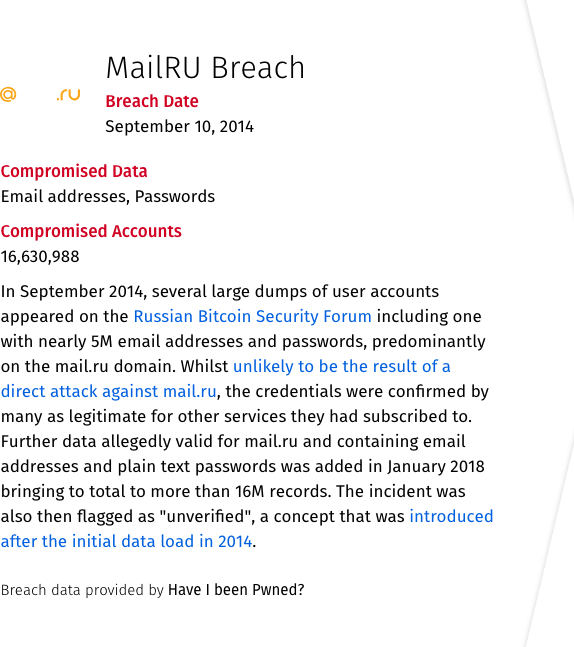 MailRU Breach
@ .ru
Breach Date
September 10, 2014
Compromised Data
Email addresses, Passwords
Compromised Accounts
16,630,988
In September 2014, several large dumps of user accounts
appeared on the Russian Bitcoin Security Forum including one
with nearly 5M email addresses and passwords, predominantly
on the mail.ru domain. Whilst unlikely to be the result of a
direct attack against mail.ru, the credentials were confirmed by
many as legitimate for other services they had subscribed to.
Further data allegedly valid for mail.ru and containing email
addresses and plain text passwords was added in January 2018
bringing to total to more than 16M records. The incident was
also then flagged as "unverified", a concept that was introduced
after the initial data load in 2014.
Breach data provided by Have I been Pwned?